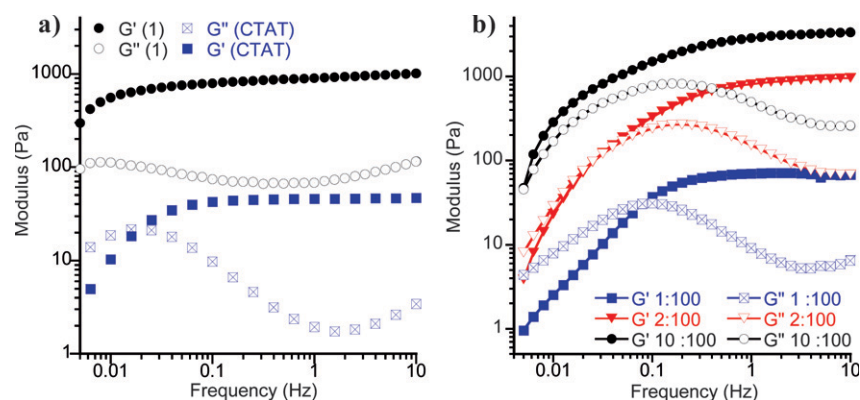 a)
G' (1) G'' (CTAT)
G'' (1) G' (CTAT)
Modulus (Pa)
1000
100
10
1
0.01 0.1 1 10
Frequency (Hz)
b)
Modulus (Pa)
1000
100
10
1
G' 1:100 G'' 1 :100
G' 2:100 G'' 2:100
G' 10 :100 G'' 10 :100
0.01 0.1 1 10
Frequency (Hz)